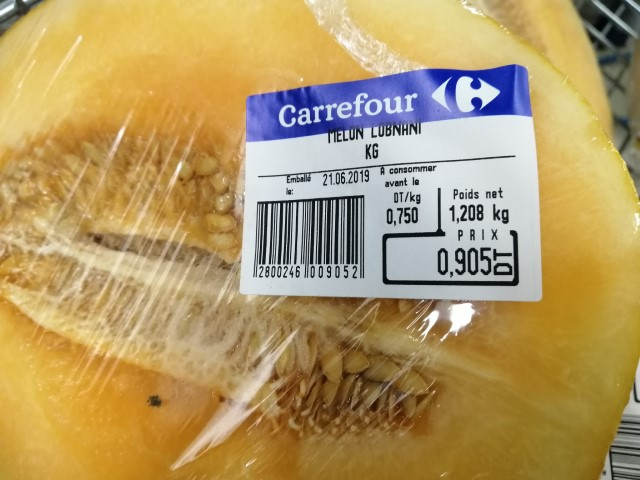 Carrefour
MELON LOBNANI
KG
Emballé le: 21.06.2019 A consommer avant le
DT/kg
0,750
Poids net
1,208 kg
PRIX
0,905 DT
2800246 009052